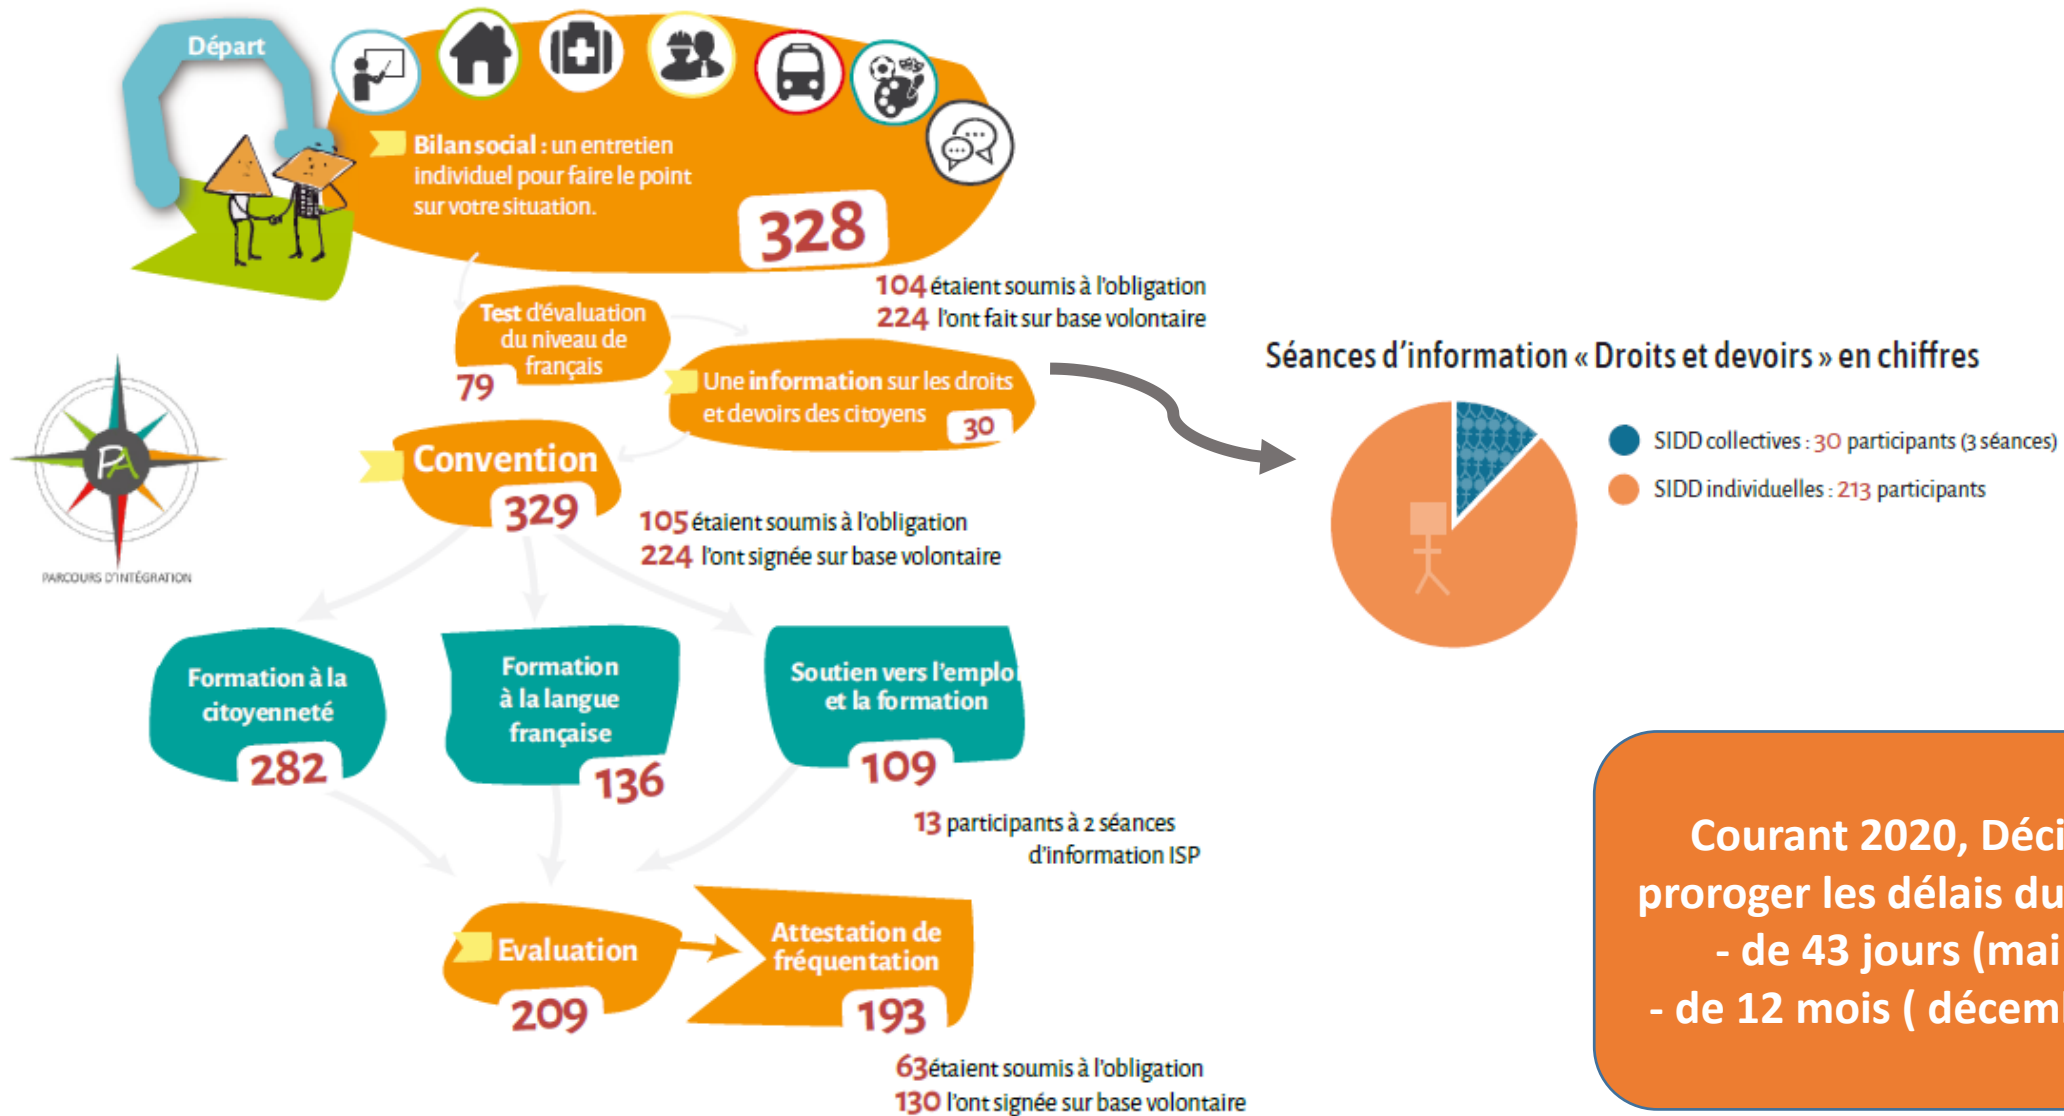 Départ
Bilan social : un entretien
individuel pour faire le point
sur votre situation.
328
104 étaient soumis à l'obligation
224 l'ont fait sur base volontaire
Test d'évaluation
du niveau de
français
79
Une information sur les droits
et devoirs des citoyens
30
Séances d'information « Droits et devoirs » en chiffres
SIDD collectives : 30 participants (3 séances)
SIDD individuelles : 213 participants
PA
PARCOURS D'INTÉGRATION
Convention
329
105 étaient soumis à l'obligation
224 l'ont signée sur base volontaire
Formation à la
citoyenneté
282
Formation
à la langue
française
136
Soutien vers l'emploi
et la formation
109
13 participants à 2 séances
d'information ISP
Evaluation
209
Attestation de
fréquentation
193
63 étaient soumis à l'obligation
130 l'ont signée sur base volontaire
Courant 2020, Déci
proroger les délais du
- de 43 jours (mai
- de 12 mois ( décem